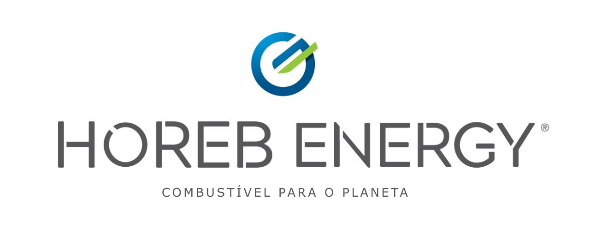 HOREB ENERGY®
COMBUSTÍVEL PARA O PLANETA